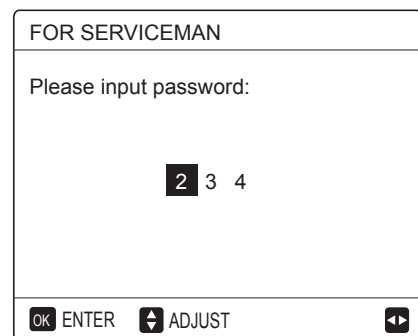 FOR SERVICEMAN
Please input password:
2 3 4
OK ENTER ADJUST